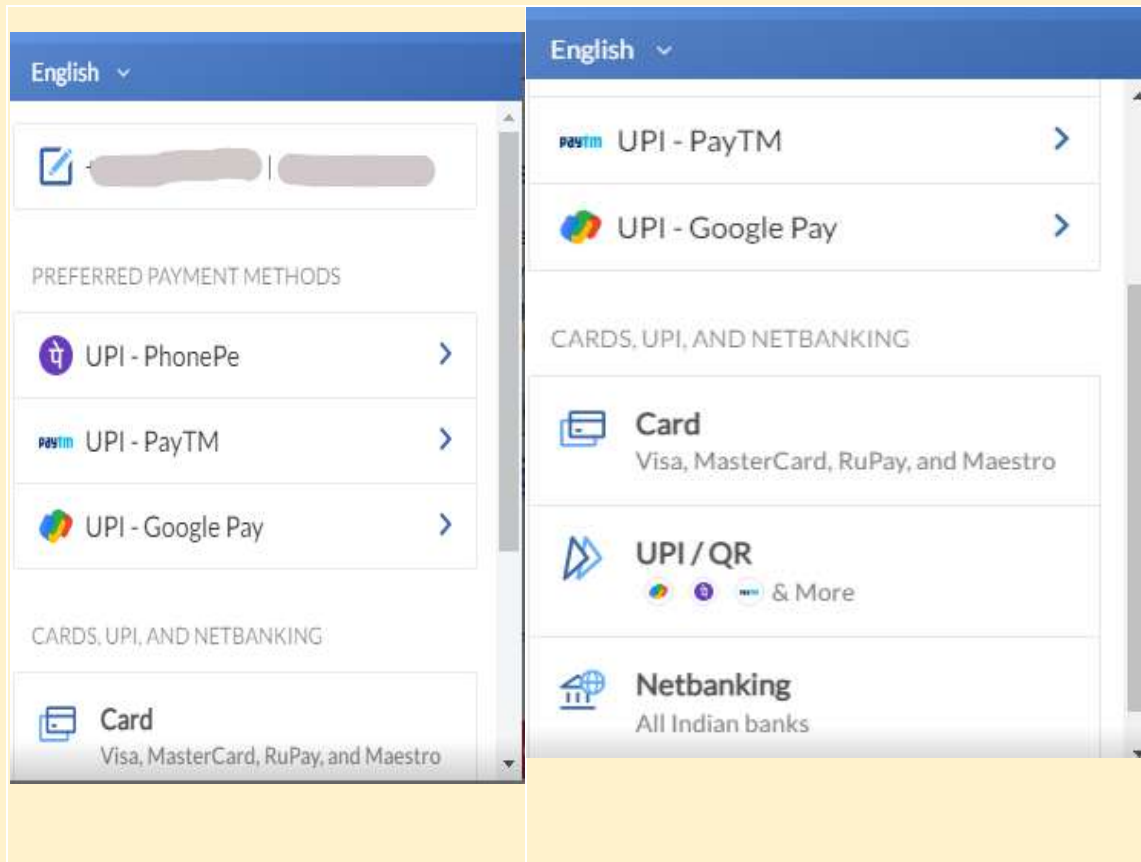 English
|
PREFERRED PAYMENT METHODS
पे UPI - PhonePe
paytm UPI - PayTM
UPI - Google Pay
CARDS, UPI, AND NETBANKING
Card
Visa, MasterCard, RuPay, and Maestro
English
paytm UPI - PayTM
UPI - Google Pay
CARDS, UPI, AND NETBANKING
Card
Visa, MasterCard, RuPay, and Maestro
UPI / QR
पे paytm & More
Netbanking
All Indian banks